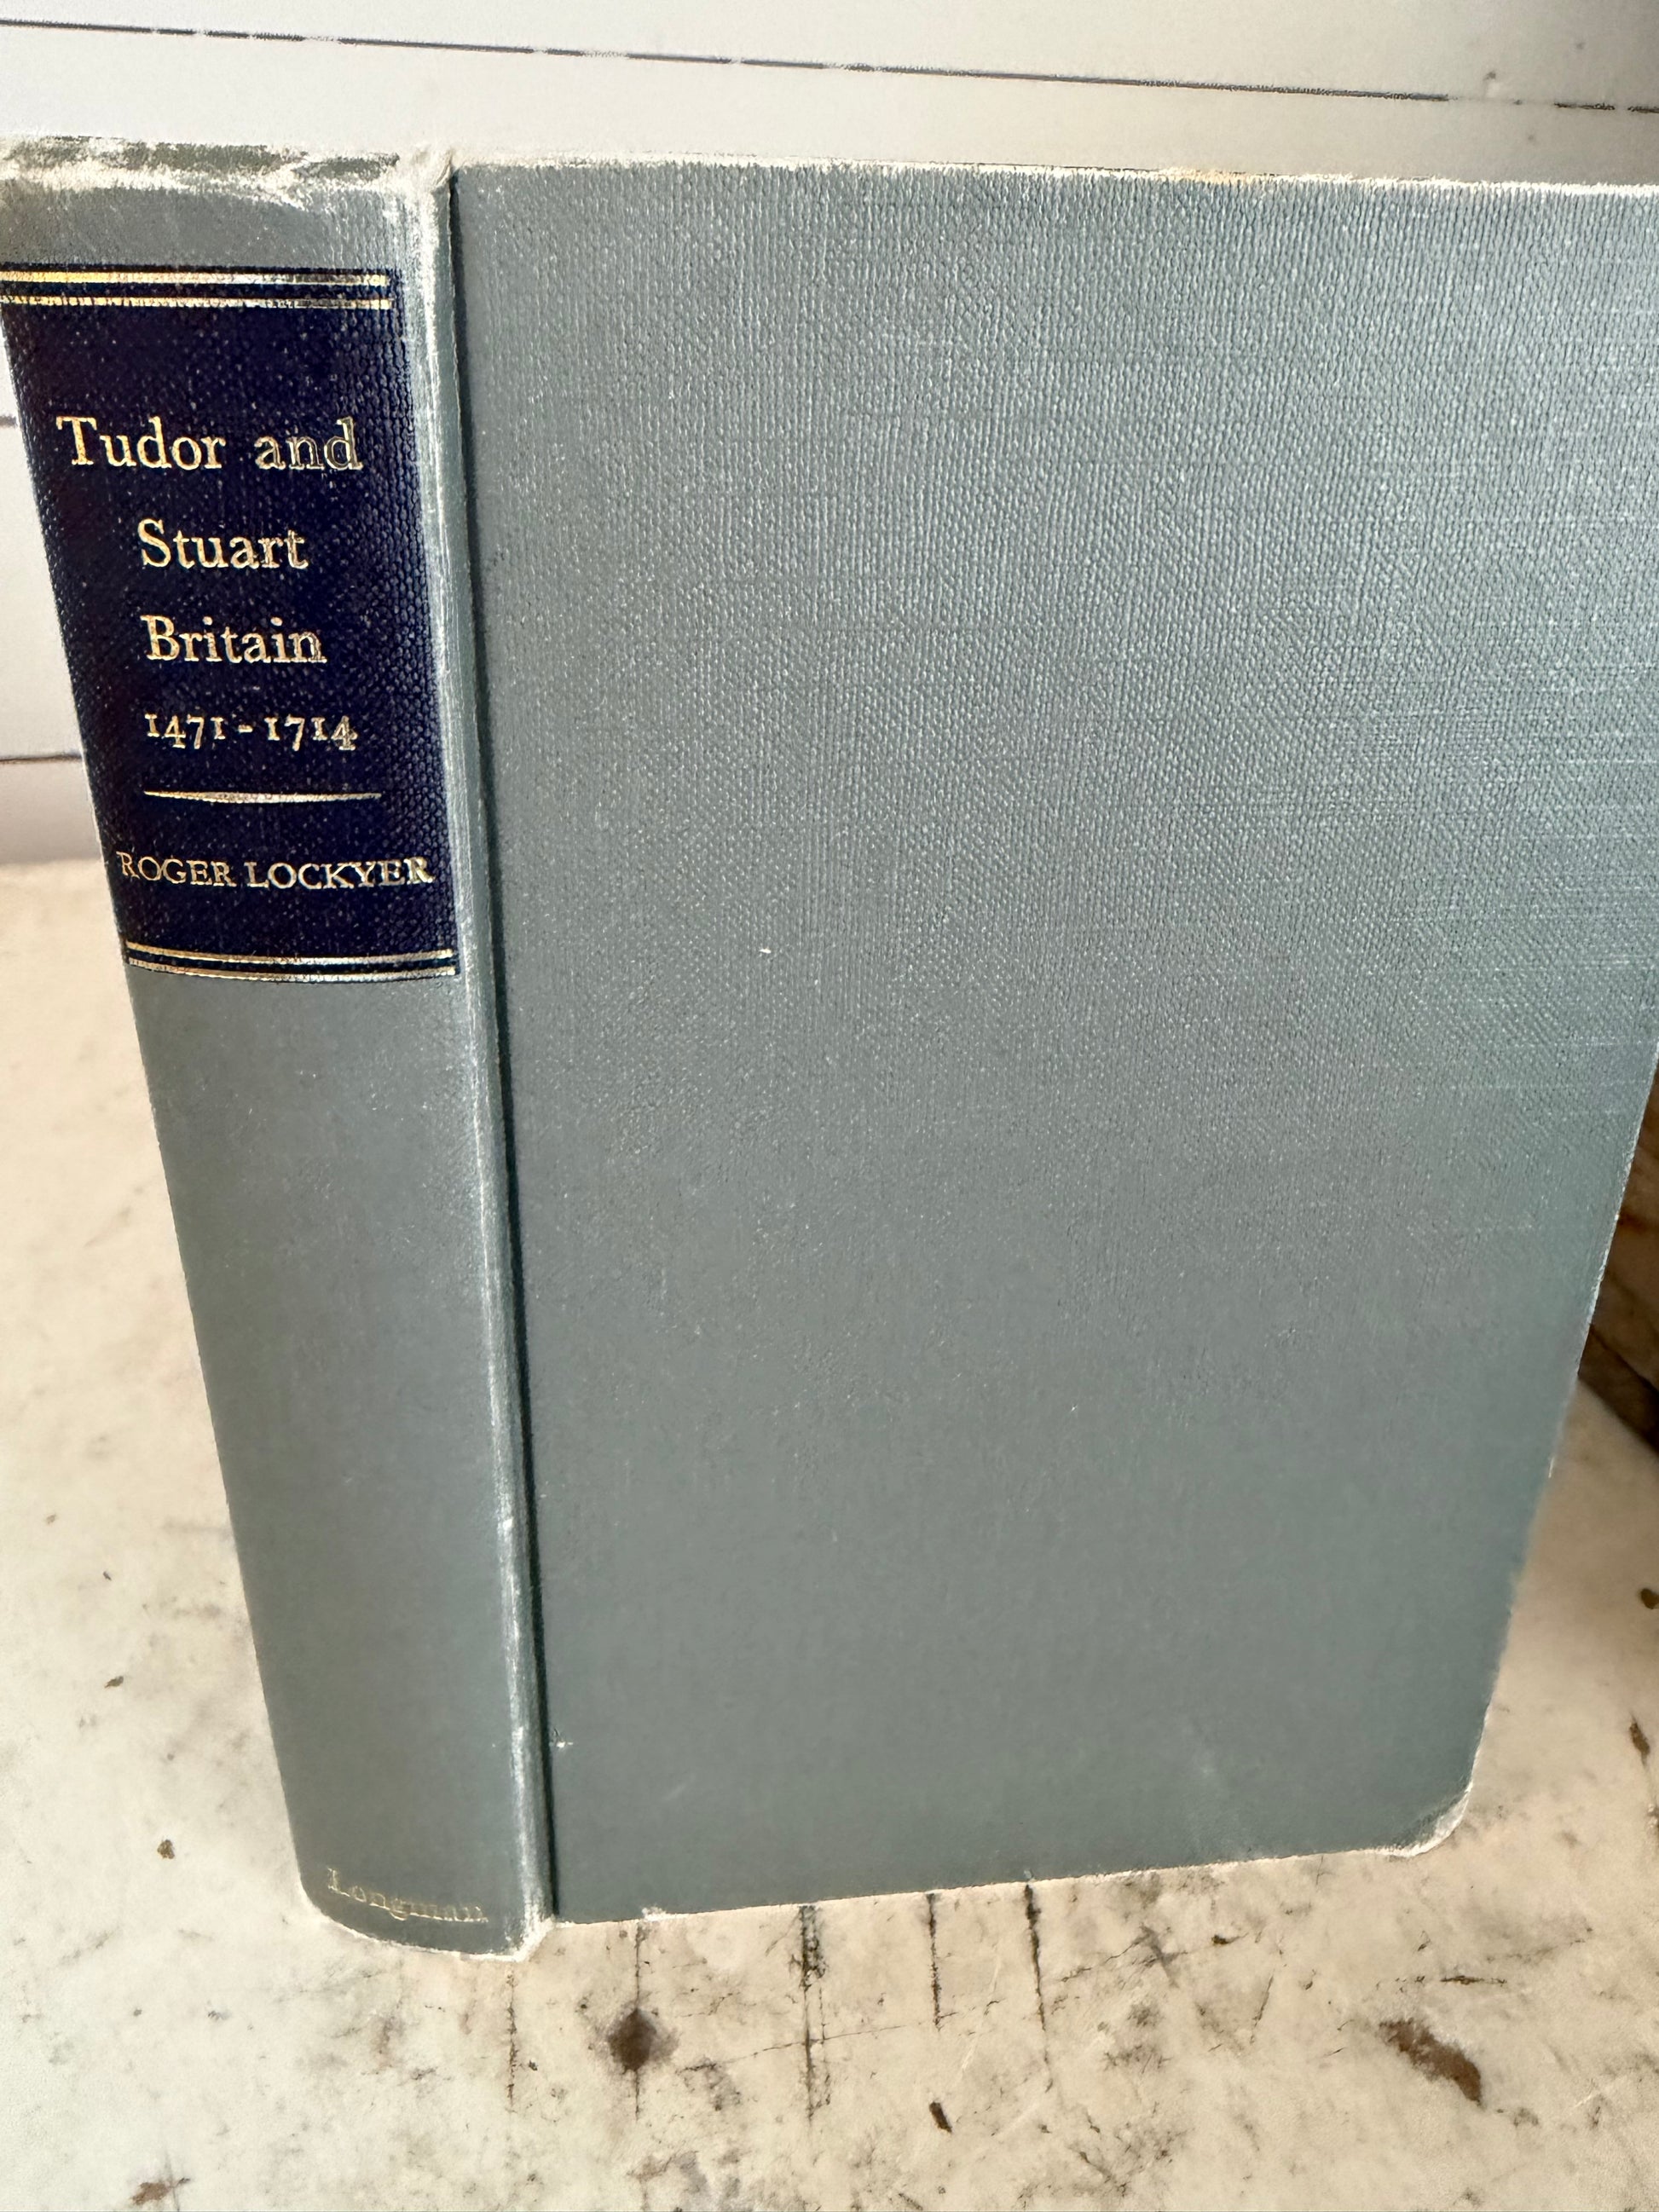 Tudor and
Stuart
Britain
1471-1714
ROGER LOCKYER
Longman